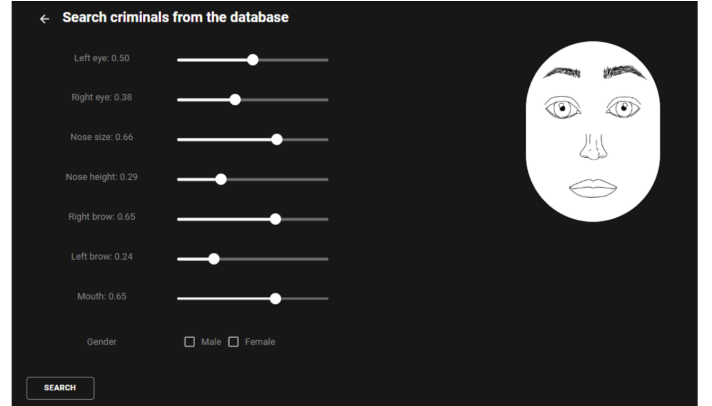 Search criminals from the database
Left eye: 0.50
Right eye: 0.38
Nose size: 0.66
Nose height: 0.29
Right brow: 0.65
Left brow: 0.24
Mouth: 0.65
Gender Male Female
SEARCH